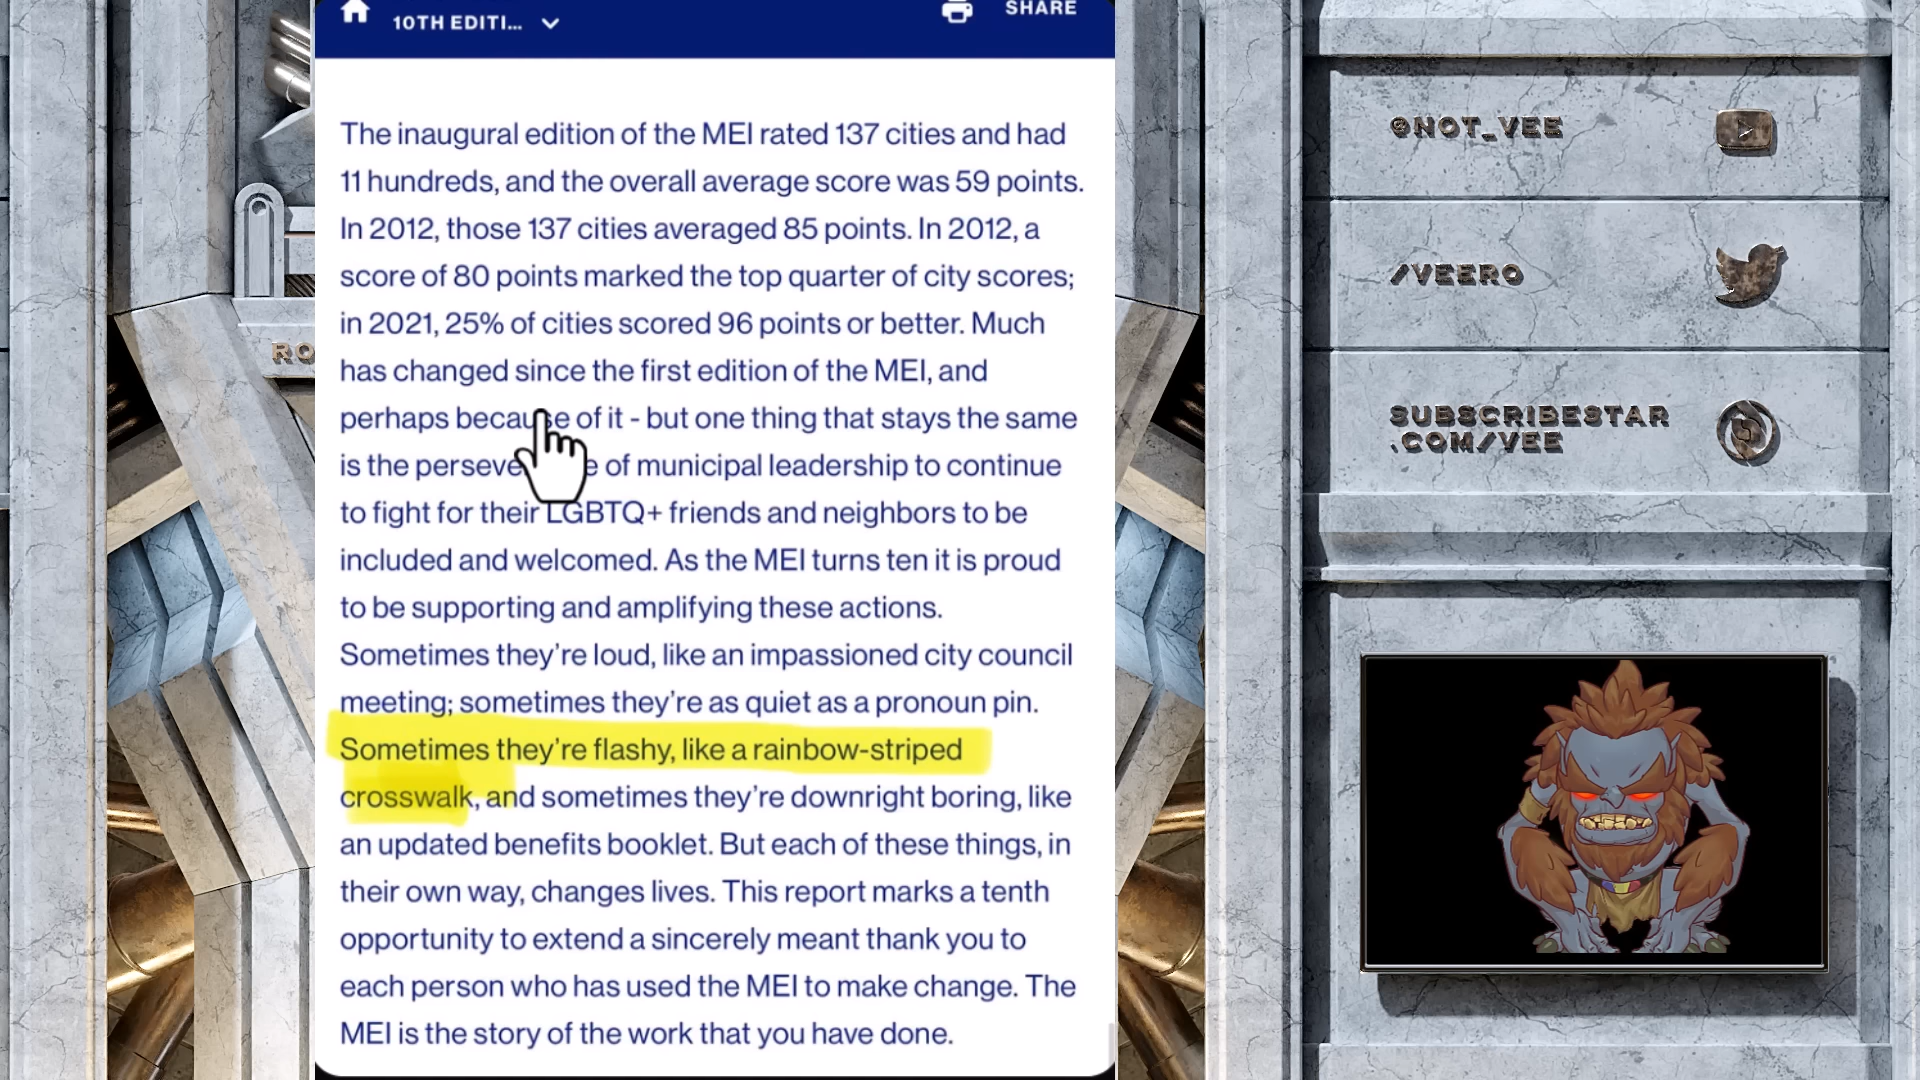 10TH EDITI...
SHARE
The inaugural edition of the MEI rated 137 cities and had
11 hundreds, and the overall average score was 59 points.
In 2012, those 137 cities averaged 85 points. In 2012, a
score of 80 points marked the top quarter of city scores;
in 2021, 25% of cities scored 96 points or better. Much
has changed since the first edition of the MEI, and
perhaps because of it - but one thing that stays the same
is the of municipal leadership to continue
to fight for their LGBTQ+ friends and neighbors to be
included and welcomed. As the MEI turns ten it is proud
to be supporting and amplifying these actions.
Sometimes they're loud, like an impassioned city council
meeting; sometimes they're as quiet as a pronoun pin.
Sometimes they're flashy, like a rainbow-striped
crosswalk, and sometimes they're downright boring, like
an updated benefits booklet. But each of these things, in
their own way, changes lives. This report marks a tenth
opportunity to extend a sincerely meant thank you to
each person who has used the MEI to make change. The
MEI is the story of the work that you have done.
RO
@NOT_VEE
/VEERO
SUBSCRIBESTAR
.COM/VEE